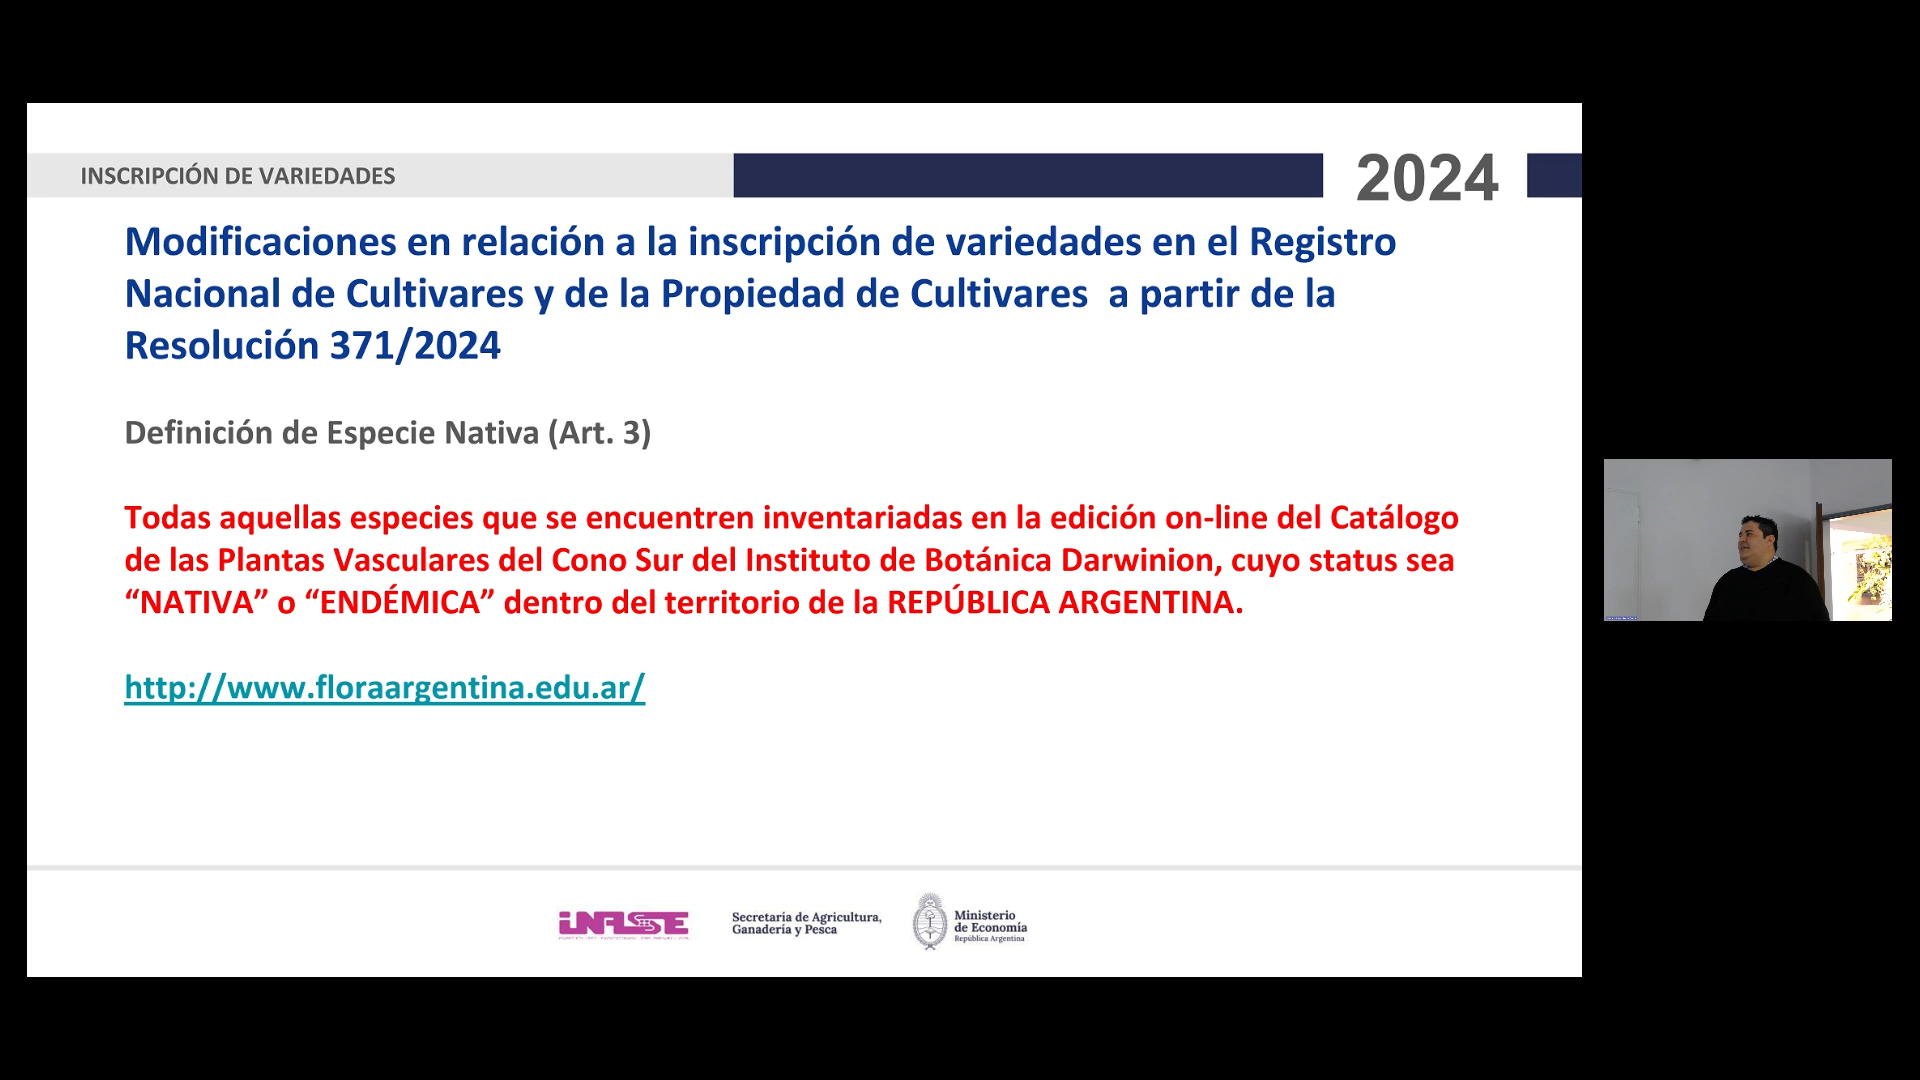 INSCRIPCIÓN DE VARIEDADES
2024
Modificaciones en relación a la inscripción de variedades en el Registro
Nacional de Cultivares y de la Propiedad de Cultivares a partir de la
Resolución 371/2024
Definición de Especie Nativa (Art. 3)
Todas aquellas especies que se encuentren inventariadas en la edición on-line del Catálogo
de las Plantas Vasculares del Cono Sur del Instituto de Botánica Darwinion, cuyo status sea
“NATIVA” o “ENDÉMICA” dentro del territorio de la REPÚBLICA ARGENTINA.
http://www.floraargentina.edu.ar/
INASE
Secretaría de Agricultura,
Ganadería y Pesca
Ministerio
de Economía
República Argentina